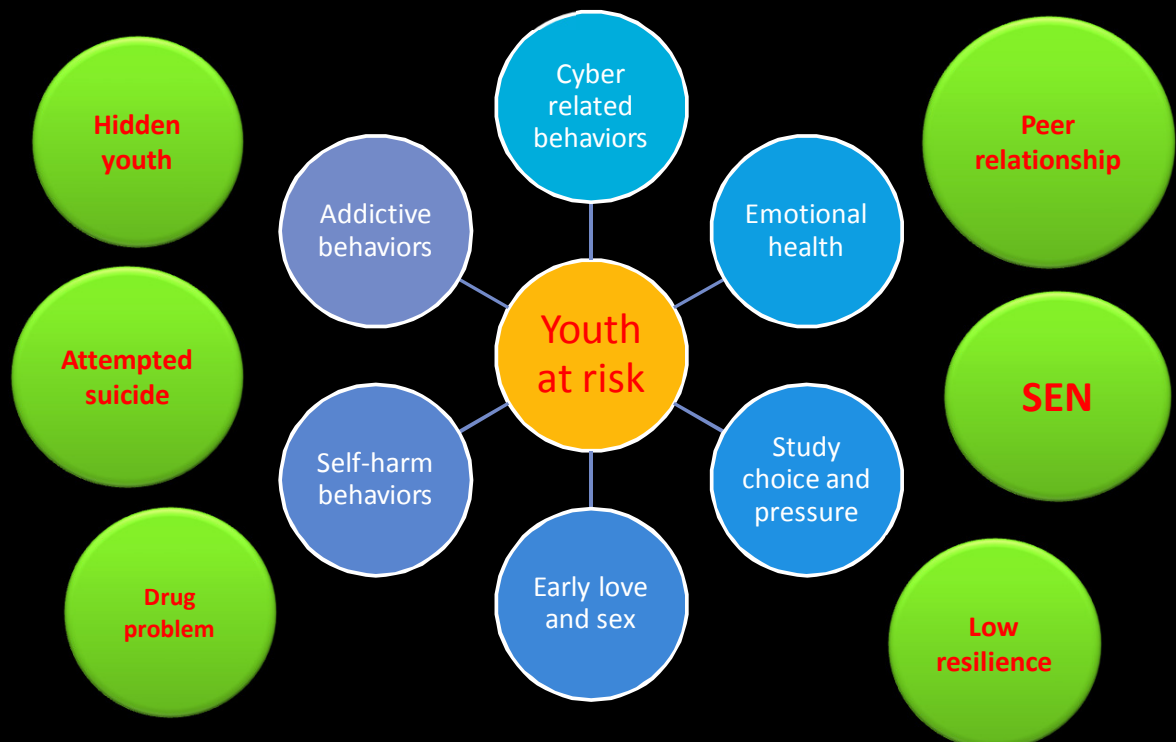 Cyber
related
behaviors
Hidden
youth
Peer
relationship
Addictive
behaviors
Emotional
health
Youth
at risk
Attempted
suicide
SEN
Self-harm
behaviors
Study
choice and
pressure
Early love
and sex
Drug
problem
Low
resilience